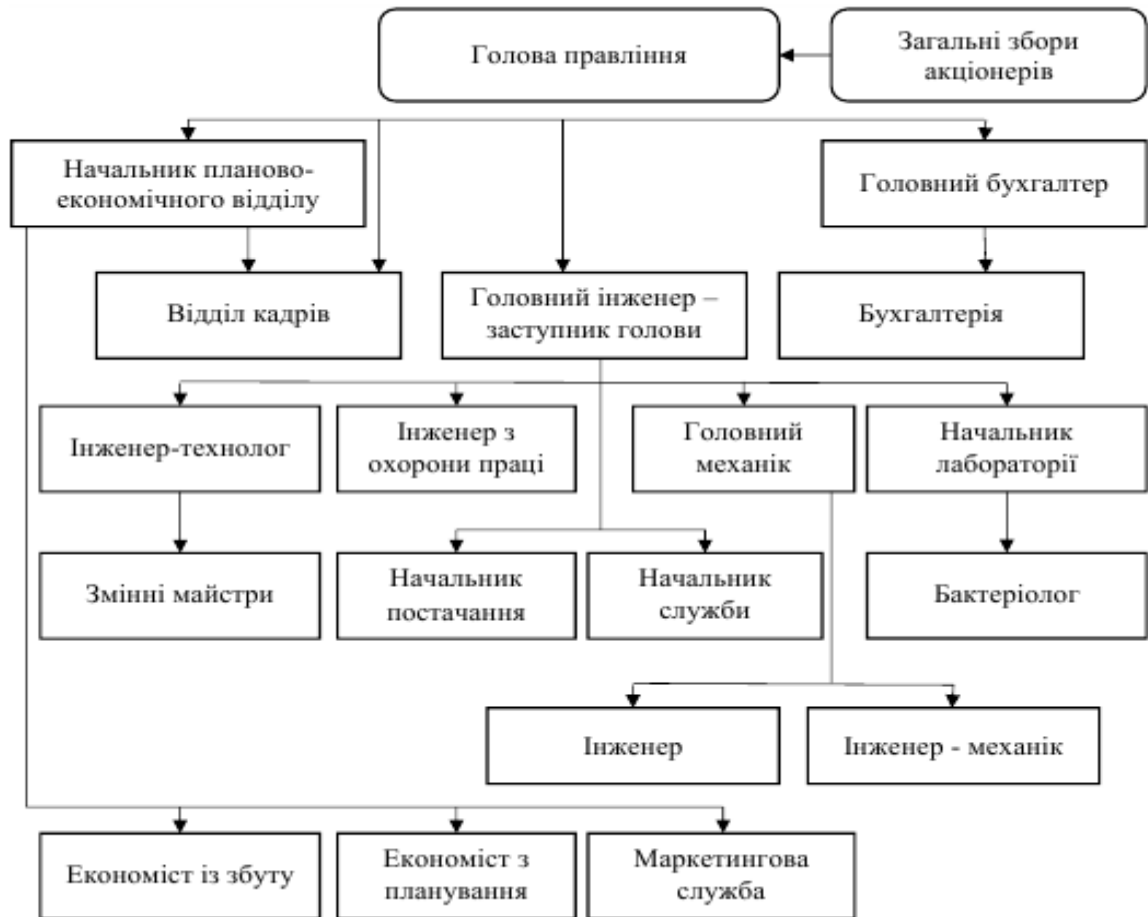 Голова правління
Загальні збори
акціонерів
Начальник планово-
економічного відділу
Головний бухгалтер
Відділ кадрів
Головний інженер –
заступник голови
Бухгалтерія
Інженер-технолог
Інженер з
охорони праці
Головний
механік
Начальник
лабораторії
Змінні майстри
Начальник
постачання
Начальник
служби
Бактеріолог
Інженер
Інженер - механік
Економіст із збуту
Економіст з
планування
Маркетингова
служба